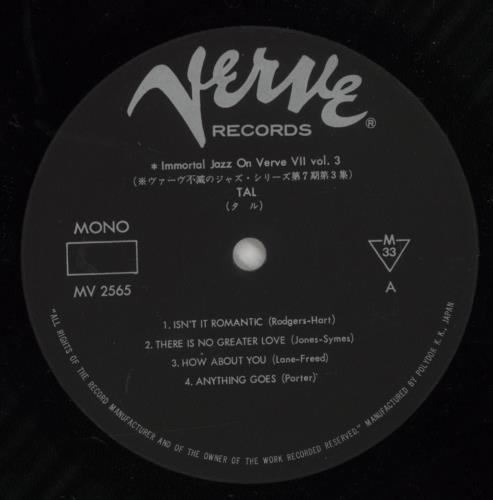 Verve
RECORDS ®
* Immortal Jazz On Verve VII vol. 3
(※ヴァーヴ不滅のジャズ・シリーズ第7期第3集)
TAL
(タル)
MONO
MV 2565
M
33
A
1. ISN'T IT ROMANTIC (Rodgers-Hart)
2. THERE IS NO GREATER LOVE (Jones-Symes)
3. HOW ABOUT YOU (Lane-Freed)
4. ANYTHING GOES (Porter)
"ALL RIGHTS OF THE RECORD MANUFACTURER AND OF THE OWNER OF THE WORK RECORDED RESERVED." MANUFACTURED BY POLYDOR K. K., JAPAN